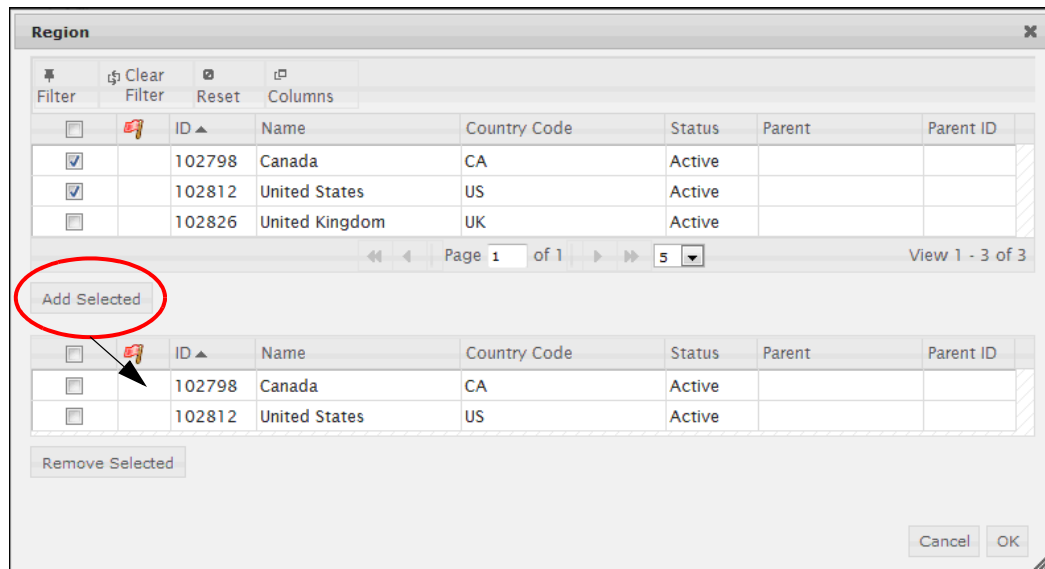 Region
Filter Clear Filter Reset Columns
ID Name Country Code Status Parent Parent ID
102798 Canada CA Active
102812 United States US Active
102826 United Kingdom UK Active
Page 1 of 1 5 View 1 - 3 of 3
Add Selected
ID Name Country Code Status Parent Parent ID
102798 Canada CA Active
102812 United States US Active
Remove Selected
Cancel OK